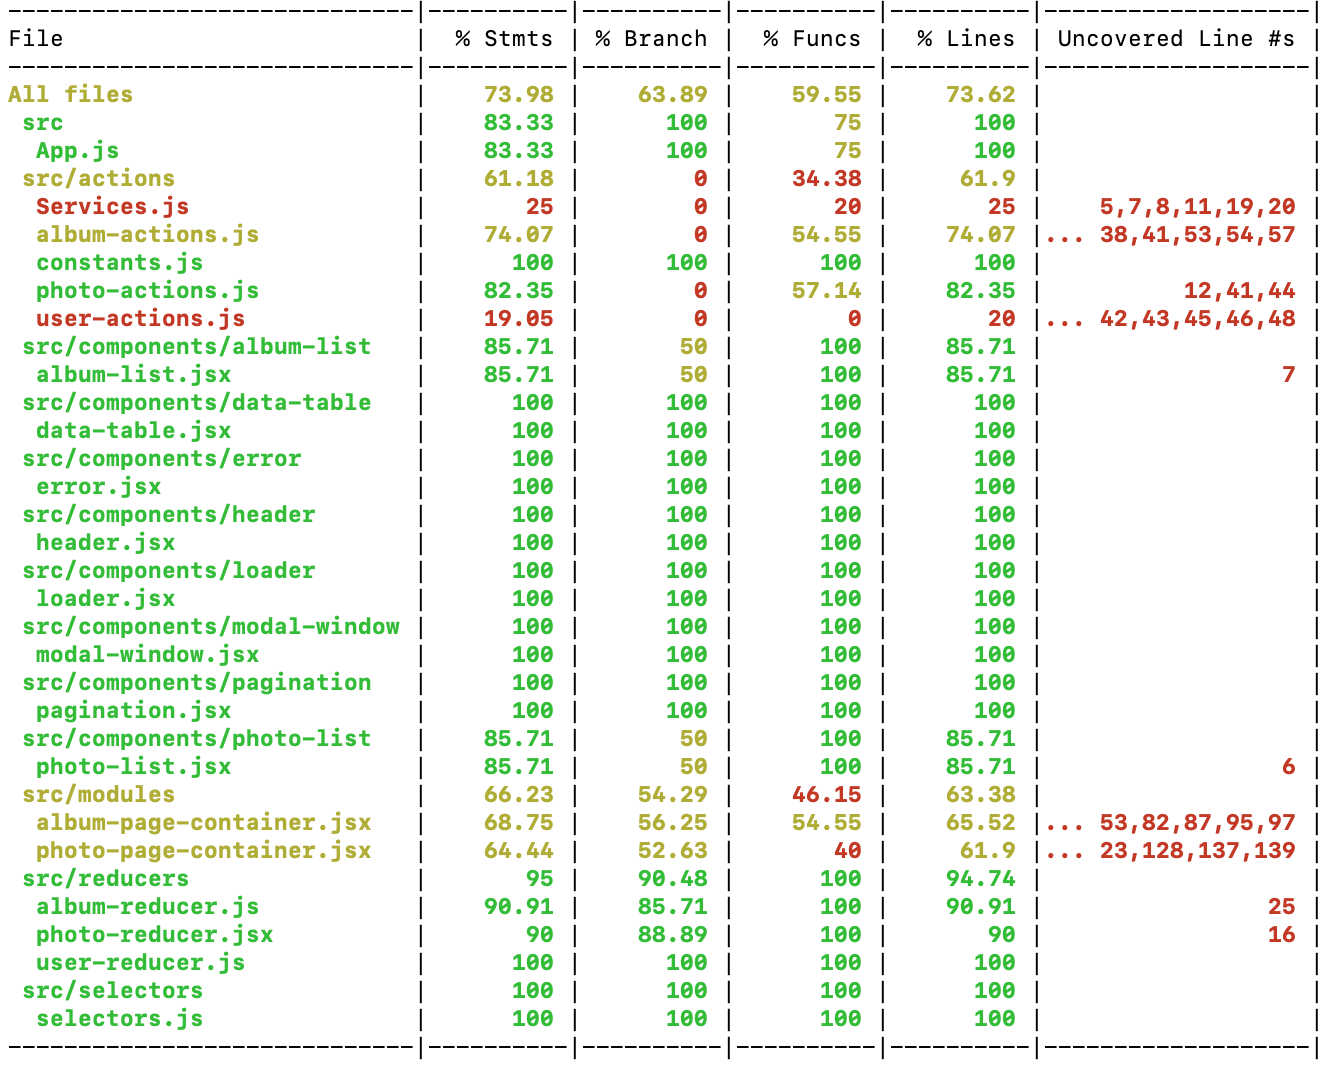 File | % Stmts | % Branch | % Funcs | % Lines | Uncovered Line #s |
All files | 73.98 | 63.89 | 59.55 | 73.62 | |
src | 83.33 | 100 | 75 | 100 | |
App.js | 83.33 | 100 | 75 | 100 | |
src/actions | 61.18 | 0 | 34.38 | 61.9 | |
Services.js | 25 | 0 | 20 | 25 | 5,7,8,11,19,20 |
album-actions.js | 74.07 | 0 | 54.55 | 74.07 |... 38,41,53,54,57 |
constants.js | 100 | 100 | 100 | 100 | |
photo-actions.js | 82.35 | 0 | 57.14 | 82.35 | 12,41,44 |
user-actions.js | 19.05 | 0 | 0 | 20 |... 42,43,45,46,48 |
src/components/album-list | 85.71 | 50 | 100 | 85.71 | |
album-list.jsx | 85.71 | 50 | 100 | 85.71 | 7 |
src/components/data-table | 100 | 100 | 100 | 100 | |
data-table.jsx | 100 | 100 | 100 | 100 | |
src/components/error | 100 | 100 | 100 | 100 | |
error.jsx | 100 | 100 | 100 | 100 | |
src/components/header | 100 | 100 | 100 | 100 | |
header.jsx | 100 | 100 | 100 | 100 | |
src/components/loader | 100 | 100 | 100 | 100 | |
loader.jsx | 100 | 100 | 100 | 100 | |
src/components/modal-window | 100 | 100 | 100 | 100 | |
modal-window.jsx | 100 | 100 | 100 | 100 | |
src/components/pagination | 100 | 100 | 100 | 100 | |
pagination.jsx | 100 | 100 | 100 | 100 | |
src/components/photo-list | 85.71 | 50 | 100 | 85.71 | |
photo-list.jsx | 85.71 | 50 | 100 | 85.71 | 6 |
src/modules | 66.23 | 54.29 | 46.15 | 63.38 | |
album-page-container.jsx | 68.75 | 56.25 | 54.55 | 65.52 |... 53,82,87,95,97 |
photo-page-container.jsx | 64.44 | 52.63 | 40 | 61.9 |... 23,128,137,139 |
src/reducers | 95 | 90.48 | 100 | 94.74 | |
album-reducer.js | 90.91 | 85.71 | 100 | 90.91 | 25 |
photo-reducer.jsx | 90 | 88.89 | 100 | 90 | 16 |
user-reducer.js | 100 | 100 | 100 | 100 | |
src/selectors | 100 | 100 | 100 | 100 | |
selectors.js | 100 | 100 | 100 | 100 | |